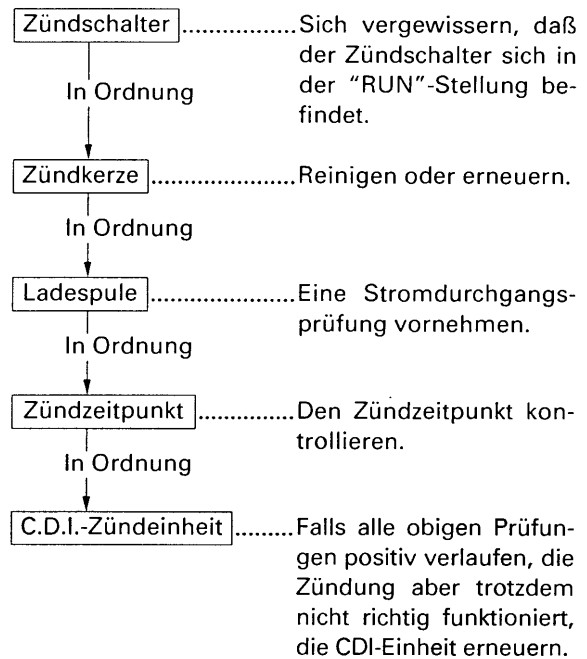 Zündschalter.................Sich vergewissern, daß
der Zündschalter sich in
der “RUN”-Stellung be-
findet.
In Ordnung
Zündkerze......................Reinigen oder erneuern.
In Ordnung
Ladespule......................Eine Stromdurchgangs-
prüfung vornehmen.
In Ordnung
Zündzeitpunkt...............Den Zündzeitpunkt kon-
trollieren.
In Ordnung
C.D.I.-Zündeinheit.........Falls alle obigen Prüfun-
gen positiv verlaufen, die
Zündung aber trotzdem
nicht richtig funktioniert,
die CDI-Einheit erneuern.